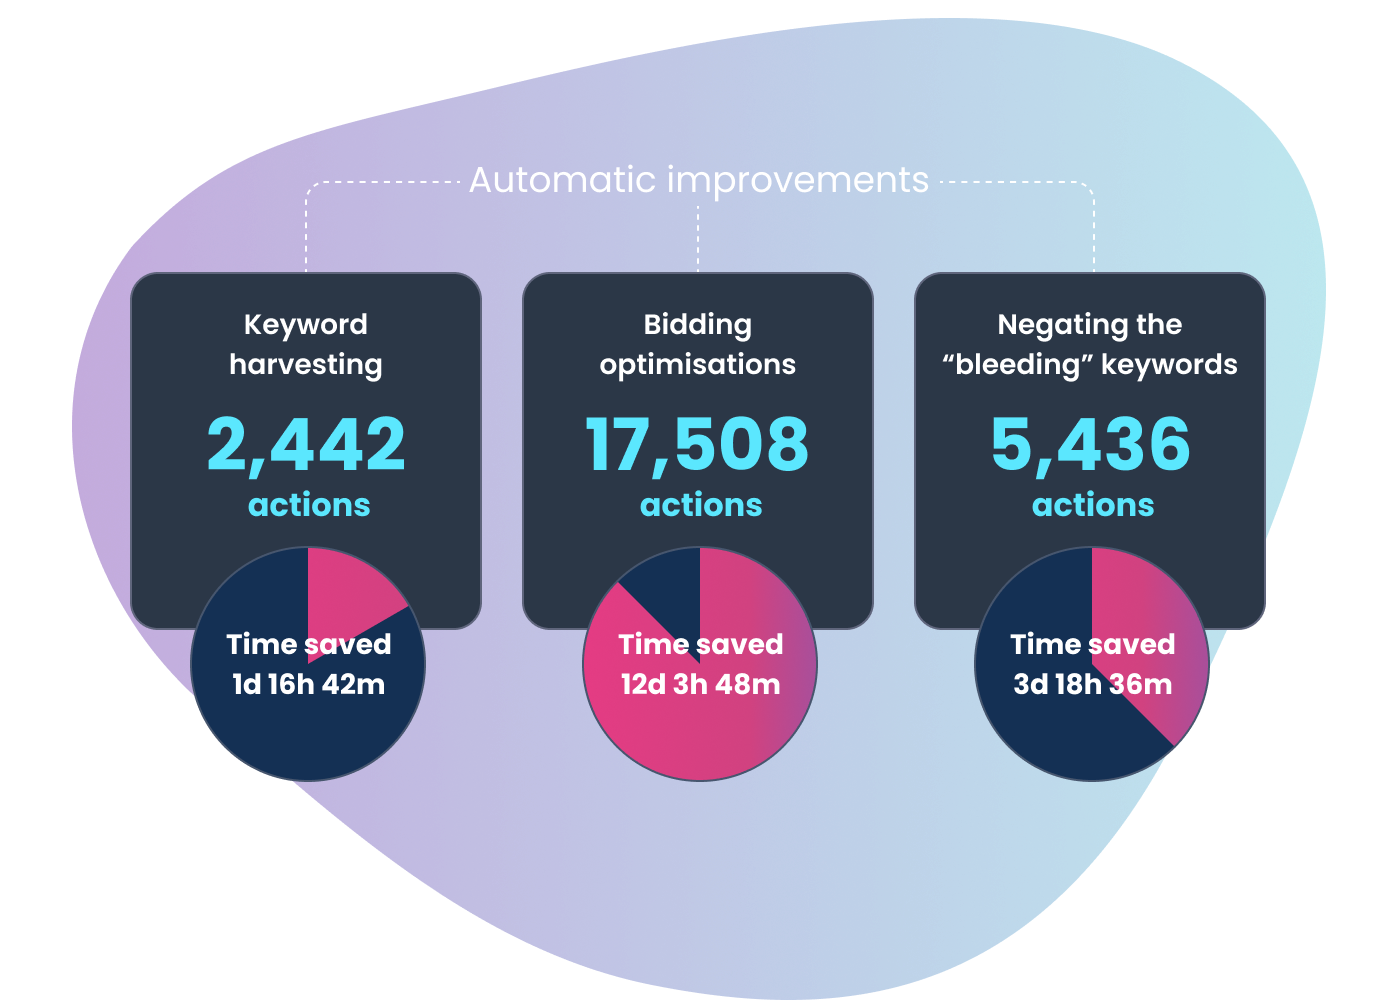 Automatic improvements
Keyword
harvesting
2,442
actions
Time saved
1d 16h 42m
Bidding
optimisations
17,508
actions
Time saved
12d 3h 48m
Negating the
“bleeding” keywords
5,436
actions
Time saved
3d 18h 36m